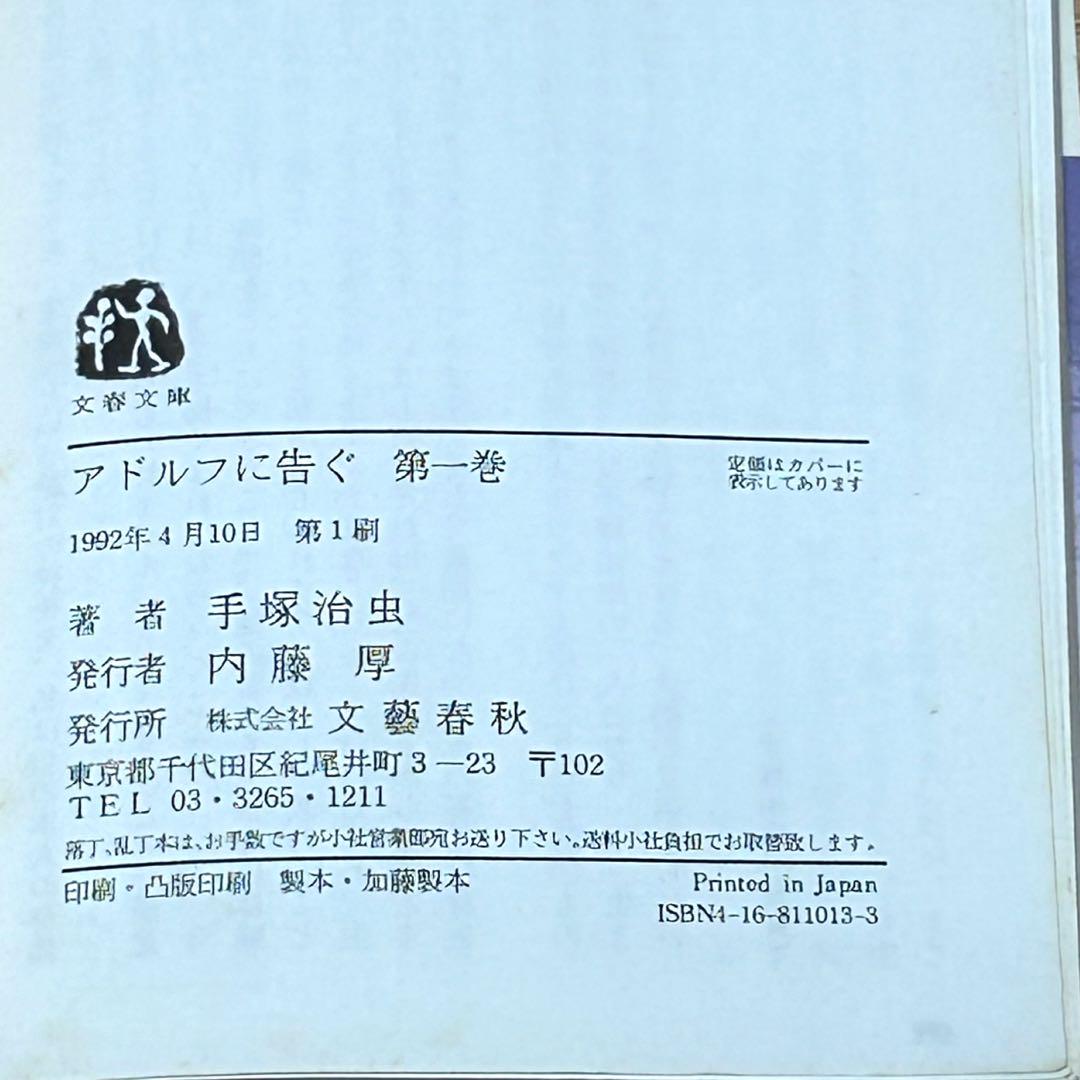 文春文庫
アドルフに告ぐ 第一巻
定価はカバーに
表示してあります
1992年4月10日 第1刷
著者 手塚治虫
発行者 内藤厚
発行所 株式会社 文藝春秋
東京都千代田区紀尾井町3―23 〒102
TEL 03・3265・1211
落丁、乱丁本は、お手数ですが小社営業部宛お送り下さい。送料小社負担でお取替致します。
印刷・凸版印刷 製本・加藤製本
Printed in Japan
ISBN4-16-811013-3